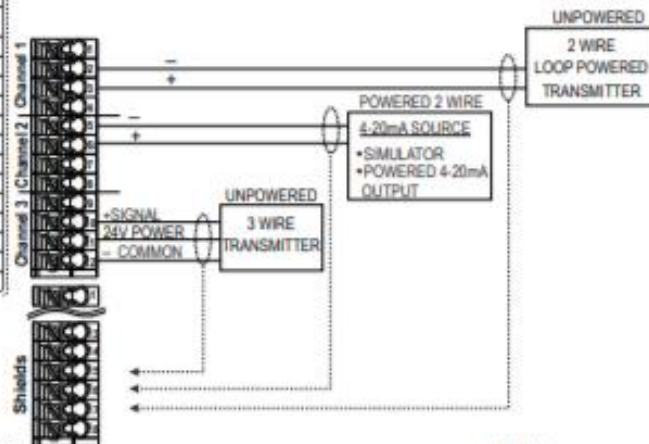 UNPOWERED
2 WIRE
LOOP POWERED
TRANSMITTER
Channel 1
−
+
POWERED 2 WIRE
4-20mA SOURCE
•SIMULATOR
•POWERED 4-20mA
OUTPUT
Channel 2
−
+
UNPOWERED
3 WIRE
TRANSMITTER
Channel 3
+SIGNAL
24V POWER
− COMMON
Shields